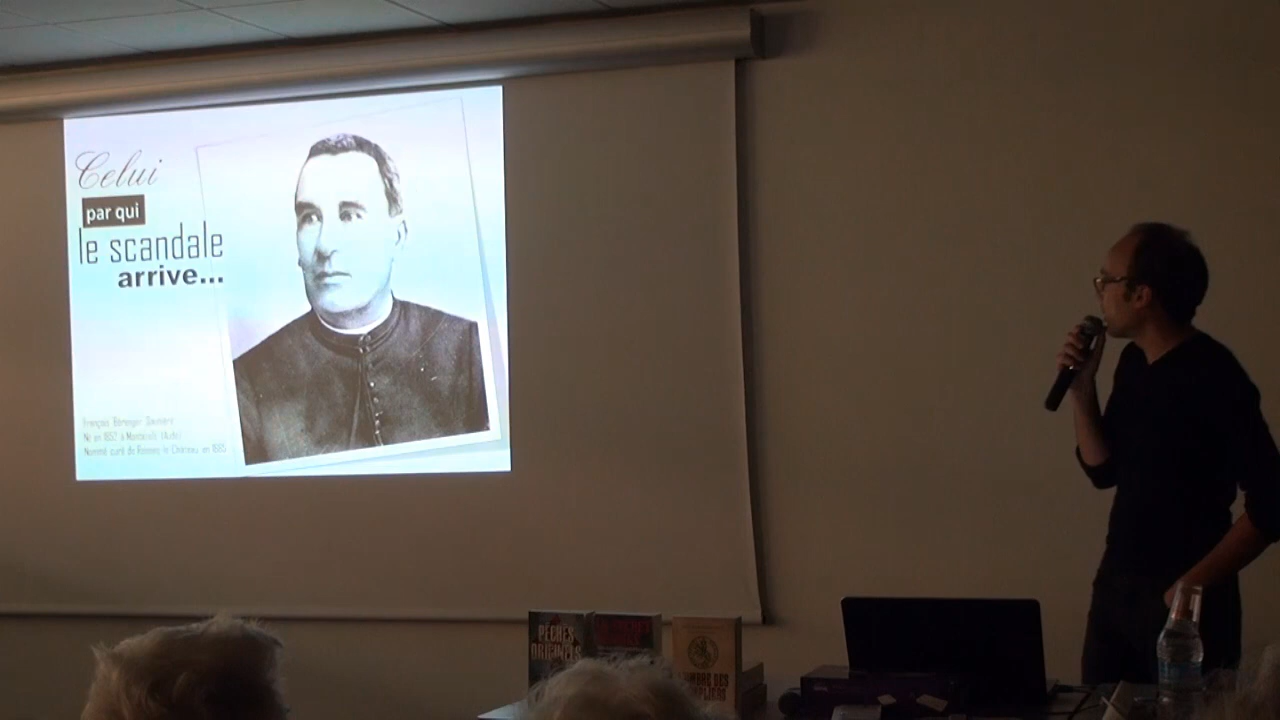 Celui
par qui
le scandale
arrive...
François Bérenger Saunière
Né en 1852 à Montazels (Aude)
Nommé curé de Rennes-le-Château en 1885
PÉCHÉS
ORIGINELS